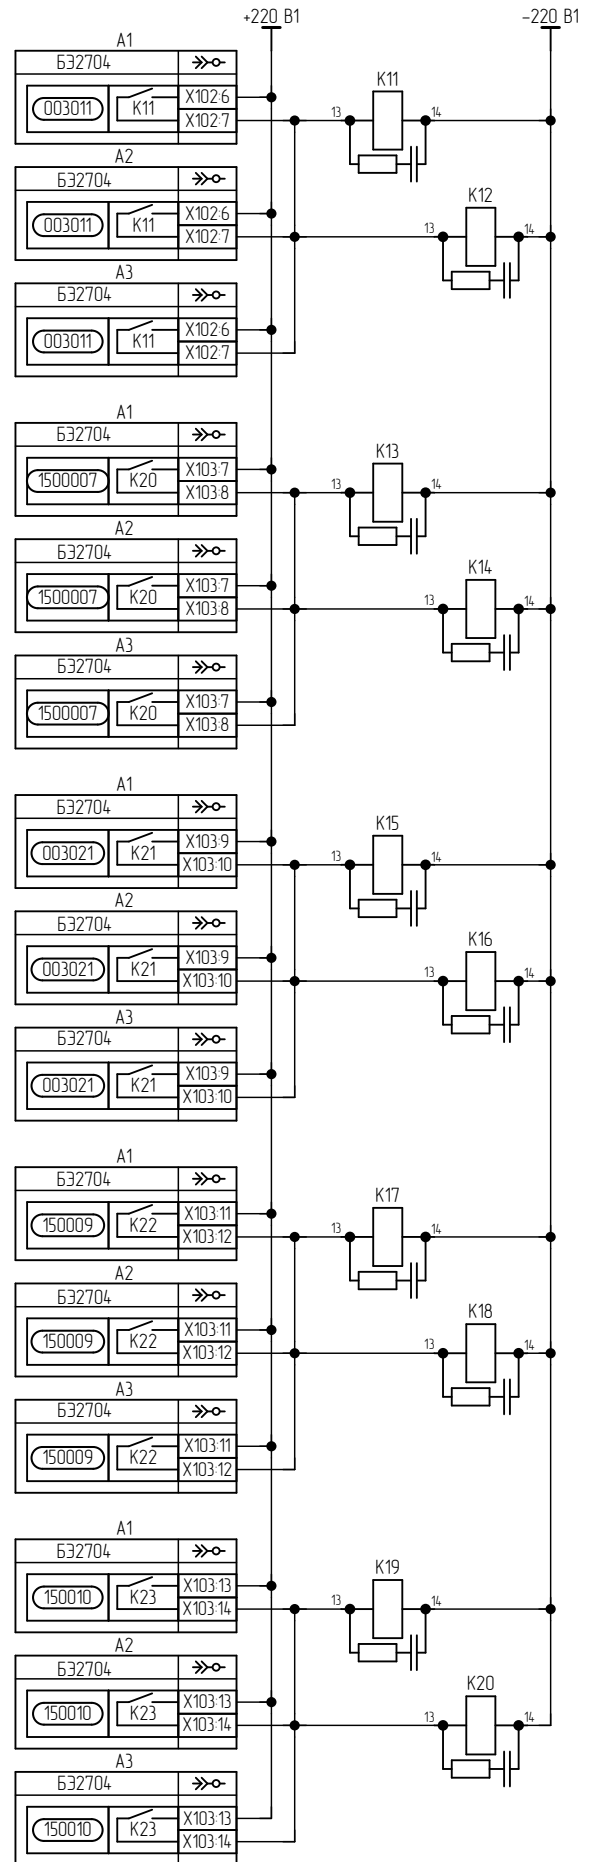 +220 В1
−220 В1
А1
БЭ2704
003011
К11
Х102:6
Х102:7
13
К11
14
А2
БЭ2704
003011
К11
Х102:6
Х102:7
13
К12
14
А3
БЭ2704
003011
К11
Х102:6
Х102:7
А1
БЭ2704
1500007
К20
Х103:7
Х103:8
13
К13
14
А2
БЭ2704
1500007
К20
Х103:7
Х103:8
13
К14
14
А3
БЭ2704
1500007
К20
Х103:7
Х103:8
А1
БЭ2704
003021
К21
Х103:9
Х103:10
13
К15
14
А2
БЭ2704
003021
К21
Х103:9
Х103:10
13
К16
14
А3
БЭ2704
003021
К21
Х103:9
Х103:10
А1
БЭ2704
150009
К22
Х103:11
Х103:12
13
К17
14
А2
БЭ2704
150009
К22
Х103:11
Х103:12
13
К18
14
А3
БЭ2704
150009
К22
Х103:11
Х103:12
А1
БЭ2704
150010
К23
Х103:13
Х103:14
13
К19
14
А2
БЭ2704
150010
К23
Х103:13
Х103:14
13
К20
14
А3
БЭ2704
150010
К23
Х103:13
Х103:14